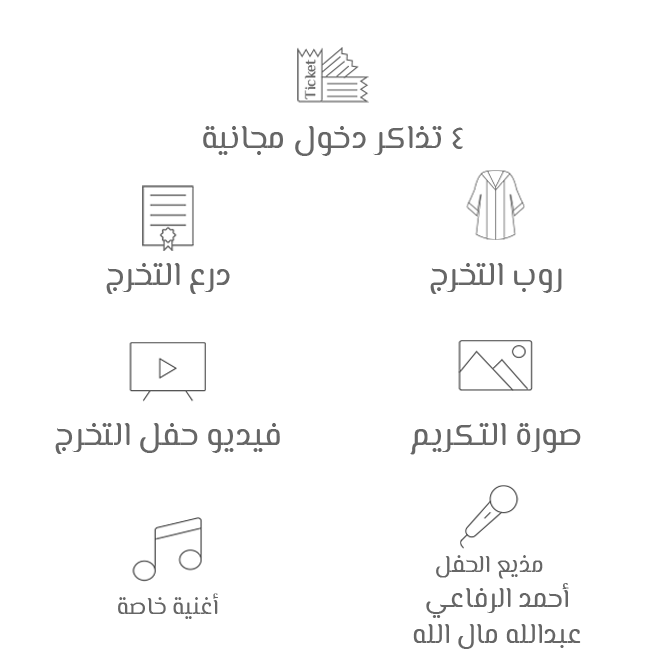 Ticket
٤ تذاكر دخول مجانية
روب التخرج
درع التخرج
صورة التكريم
فيديو حفل التخرج
مذيع الحفل
أحمد الرفاعي
عبدالله مال الله
أغنية خاصة